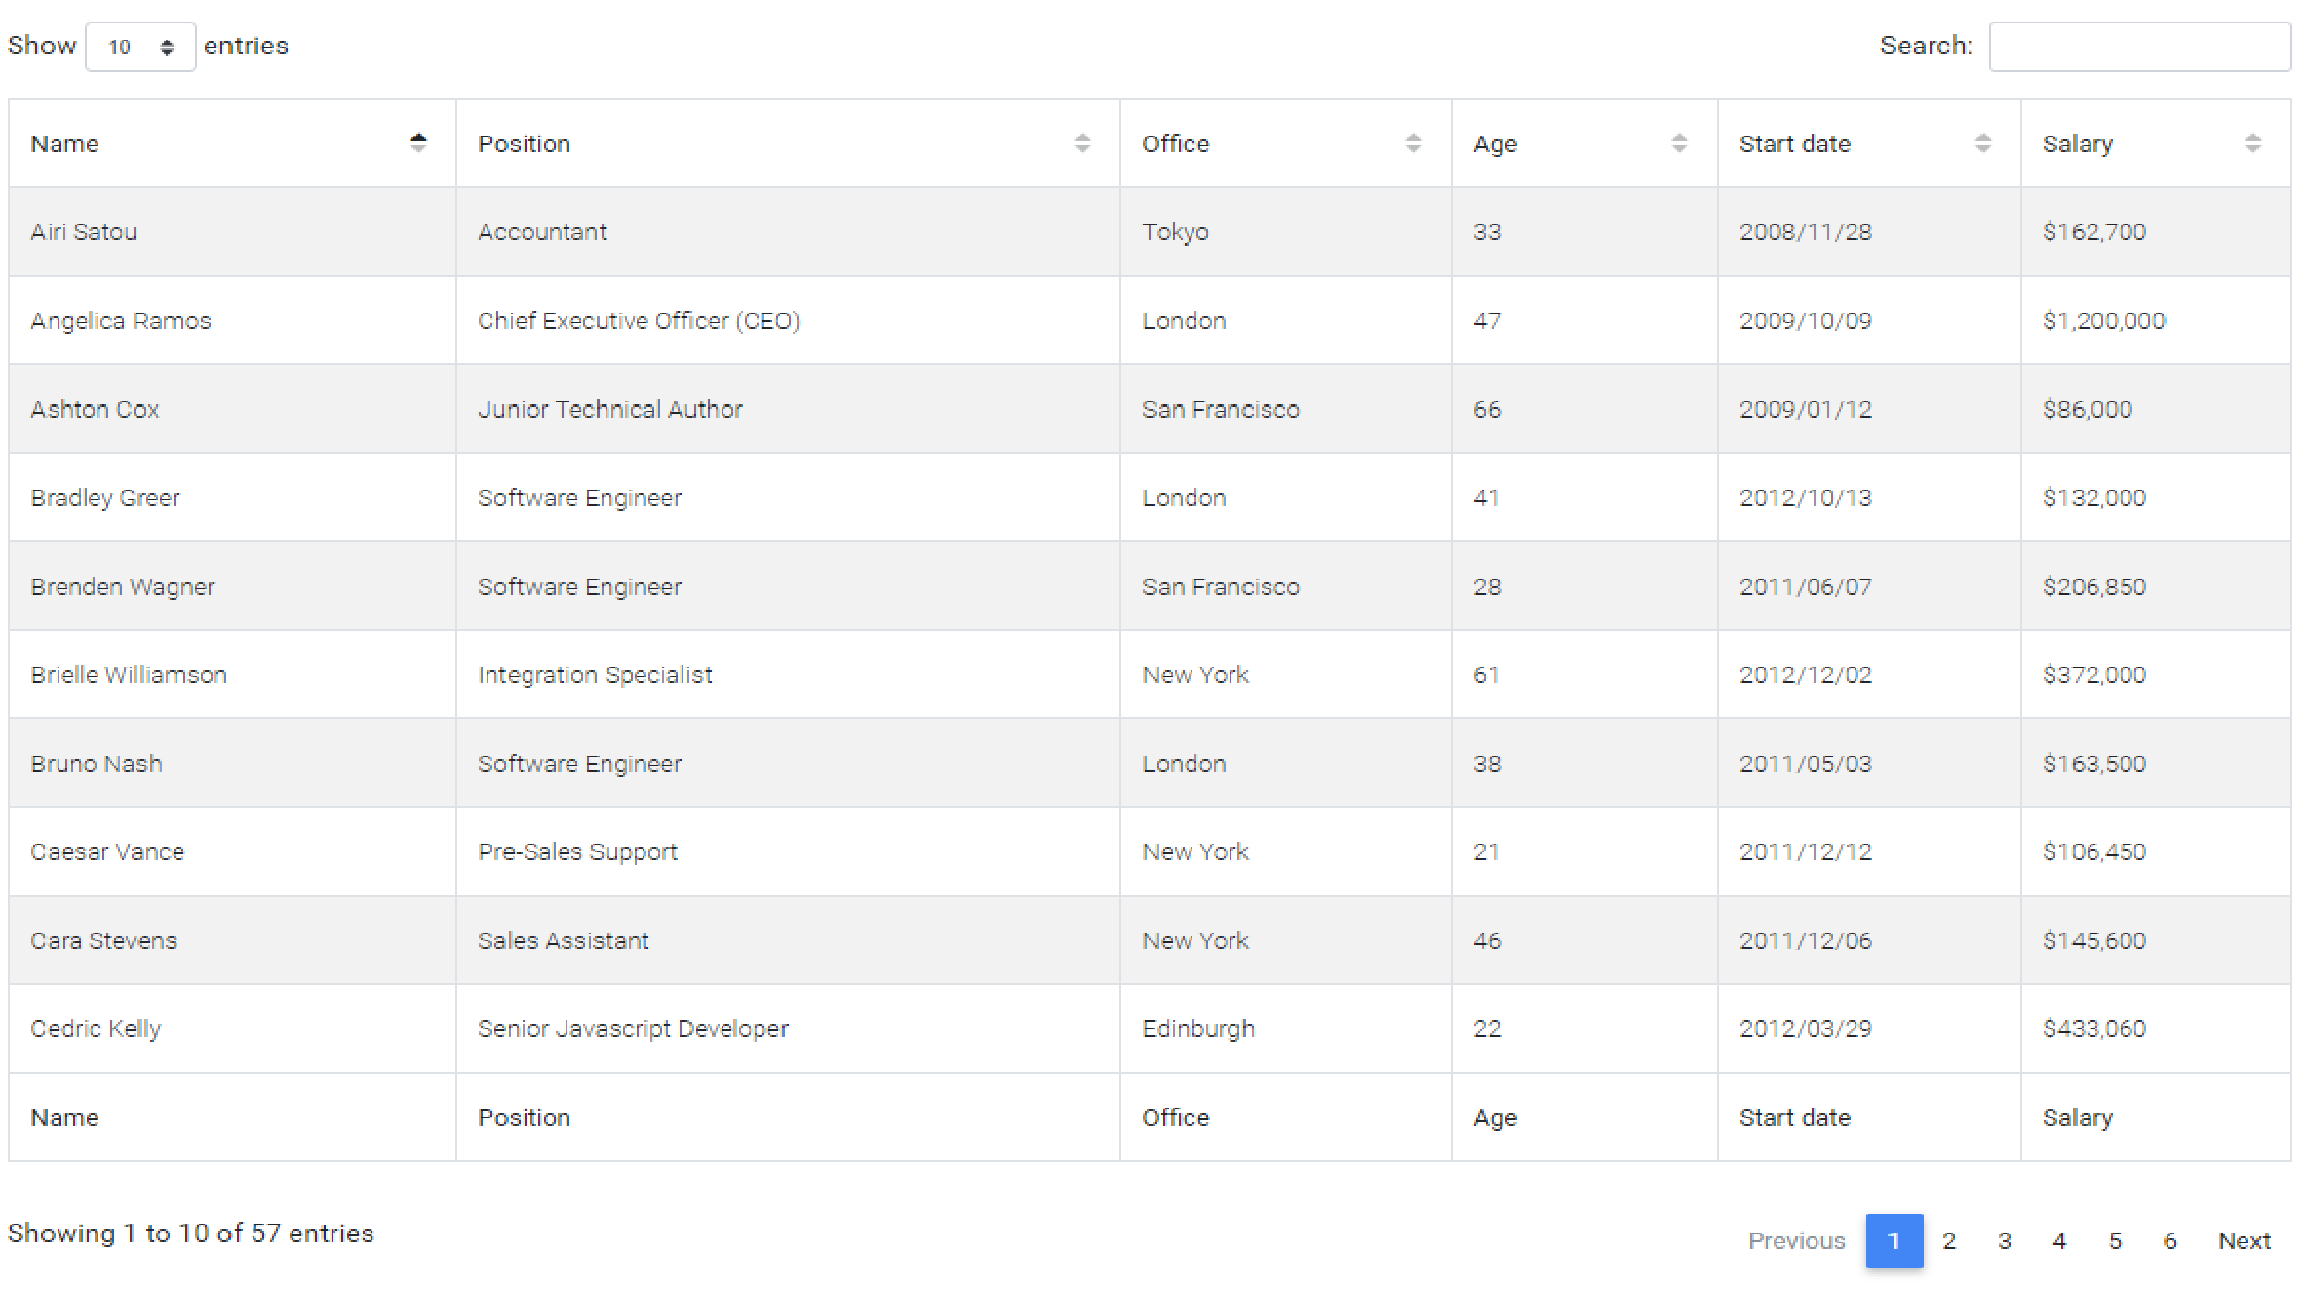 Show 10 entries Search:
Name Position Office Age Start date Salary
Airi Satou Accountant Tokyo 33 2008/11/28 $162,700
Angelica Ramos Chief Executive Officer (CEO) London 47 2009/10/09 $1,200,000
Ashton Cox Junior Technical Author San Francisco 66 2009/01/12 $86,000
Bradley Greer Software Engineer London 41 2012/10/13 $132,000
Brenden Wagner Software Engineer San Francisco 28 2011/06/07 $206,850
Brielle Williamson Integration Specialist New York 61 2012/12/02 $372,000
Bruno Nash Software Engineer London 38 2011/05/03 $163,500
Caesar Vance Pre-Sales Support New York 21 2011/12/12 $106,450
Cara Stevens Sales Assistant New York 46 2011/12/06 $145,600
Cedric Kelly Senior Javascript Developer Edinburgh 22 2012/03/29 $433,060
Name Position Office Age Start date Salary
Showing 1 to 10 of 57 entries Previous 1 2 3 4 5 6 Next